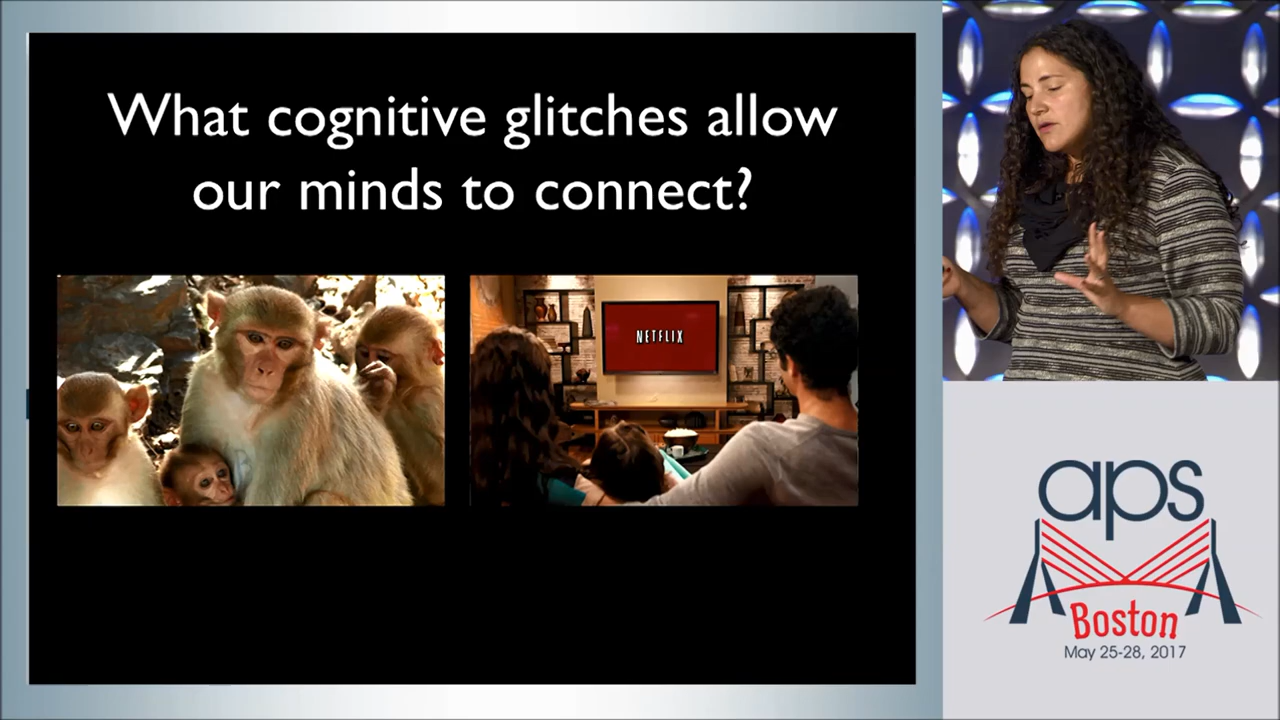 What cognitive glitches allow
our minds to connect?
NETFLIX
aps
Boston
May 25-28, 2017